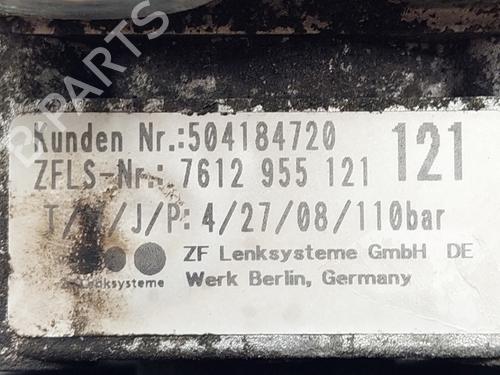 B-PARTS
Kunden Nr.:504184720
121
ZFLS-Nr.: 7612 955 121
T/ /J/P: 4/27/08/110bar
ZF Lenksysteme GmbH DE
Lenksysteme
Werk Berlin, Germany